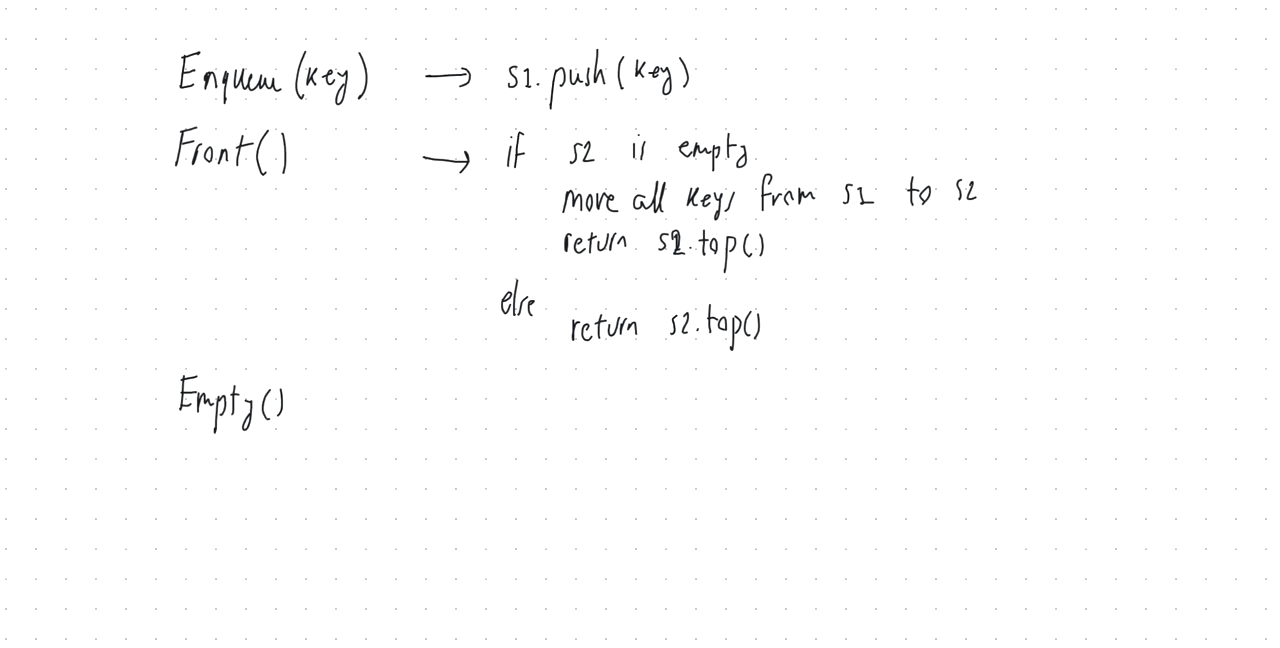 Enqueue(key) → s1.push(key)
Front() → if s2 is empty
move all keys from s1 to s2
return s2.top()
else
return s2.top()
Empty()